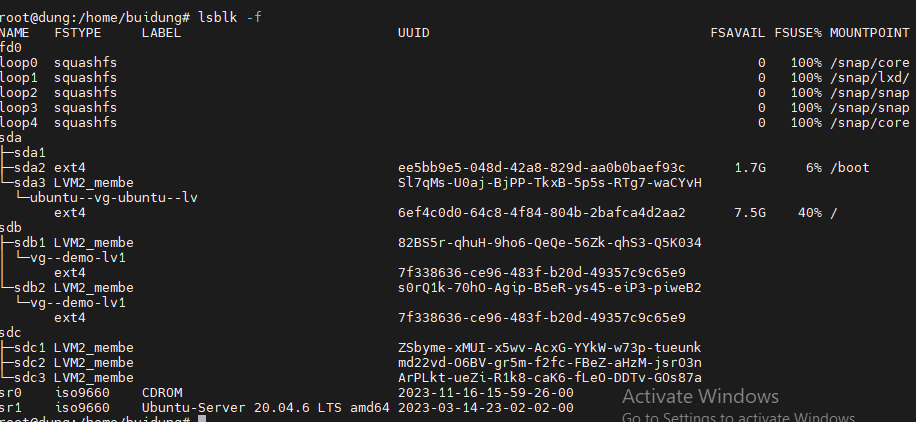 root@dung:/home/buidung# lsblk -f
NAME FSTYPE LABEL UUID FSAVAIL FSUSE% MOUNTPOINT
fd0
loop0 squashfs 0 100% /snap/core
loop1 squashfs 0 100% /snap/lxd/
loop2 squashfs 0 100% /snap/snap
loop3 squashfs 0 100% /snap/snap
loop4 squashfs 0 100% /snap/core
sda
├─sda1
├─sda2 ext4 ee5bb9e5-048d-42a8-829d-aa0b0baef93c 1.7G 6% /boot
└─sda3 LVM2_membe Sl7qMs-U0aj-BjPP-TkxB-5p5s-RTg7-waCYvH
└─ubuntu--vg-ubuntu--lv
ext4 6ef4c0d0-64c8-4f84-804b-2bafca4d2aa2 7.5G 40% /
sdb
├─sdb1 LVM2_membe 82BS5r-qhuH-9ho6-QeQe-56Zk-qhS3-Q5K034
│ └─vg--demo-lv1
│ ext4 7f338636-ce96-483f-b20d-49357c9c65e9
└─sdb2 LVM2_membe s0rQ1k-70hO-Agip-B5eR-ys45-eiP3-piweB2
└─vg--demo-lv1
ext4 7f338636-ce96-483f-b20d-49357c9c65e9
sdc
├─sdc1 LVM2_membe ZSbyme-xMUI-x5wv-AcxG-YYkW-w73p-tueunk
├─sdc2 LVM2_membe md22vd-O6BV-gr5m-f2fc-FBeZ-aHzM-jsrO3n
└─sdc3 LVM2_membe ArPLkt-ueZi-R1k8-caK6-fLeO-DDTv-GOs87a
sr0 iso9660 CDROM 2023-11-16-15-59-26-00
sr1 iso9660 Ubuntu-Server 20.04.6 LTS amd64 2023-03-14-23-02-02-00
root@dung:/home/buidung#
Activate Windows
Go to Settings to activate Windows